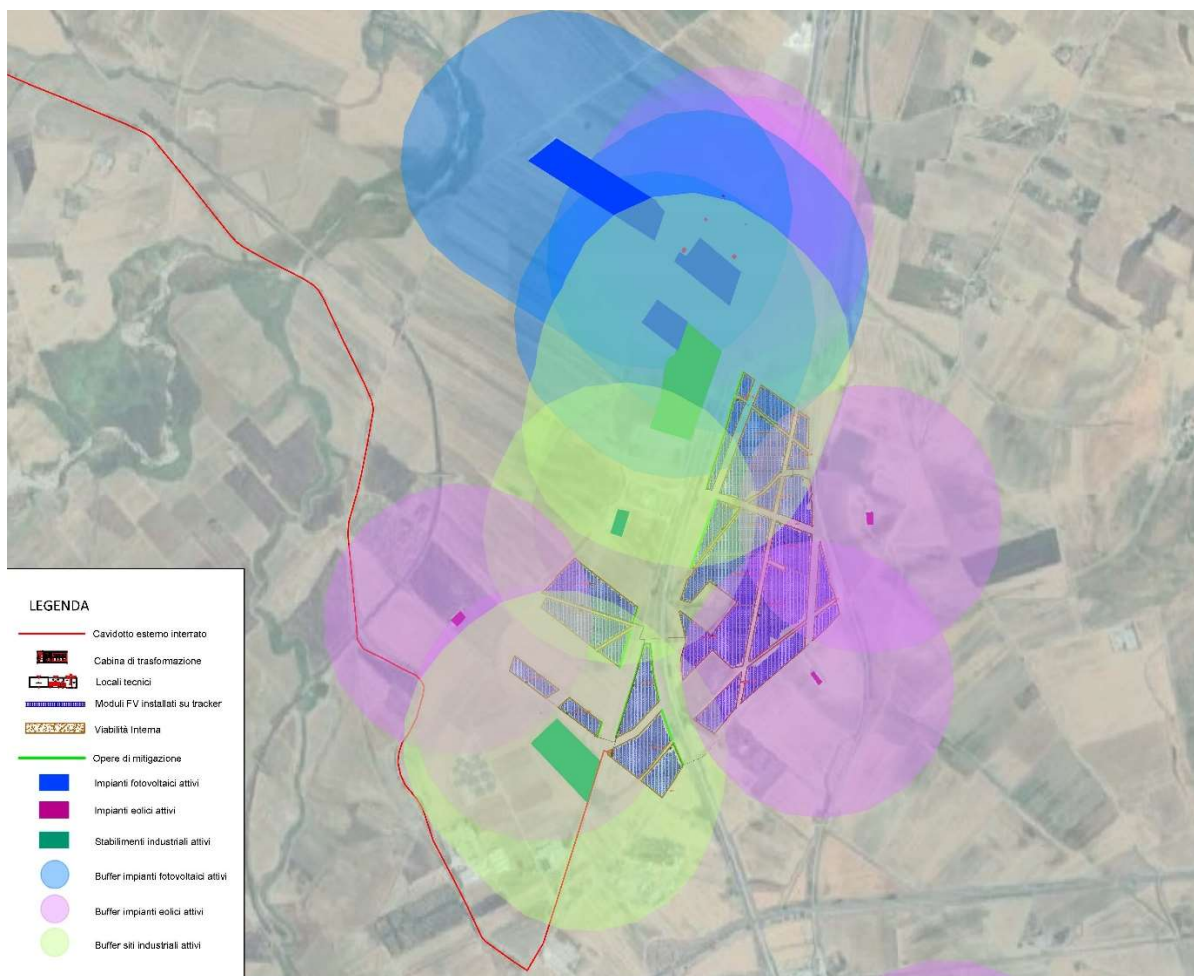 LEGENDA
Cavidotto esterno interrato
Cabina di trasformazione
Locali tecnici
Moduli FV installati su tracker
Viabilità Interna
Opere di mitigazione
Impianti fotovoltaici attivi
Impianti eolici attivi
Stabilimenti industriali attivi
Buffer impianti fotovoltaici attivi
Buffer impianti eolici attivi
Buffer siti industriali attivi